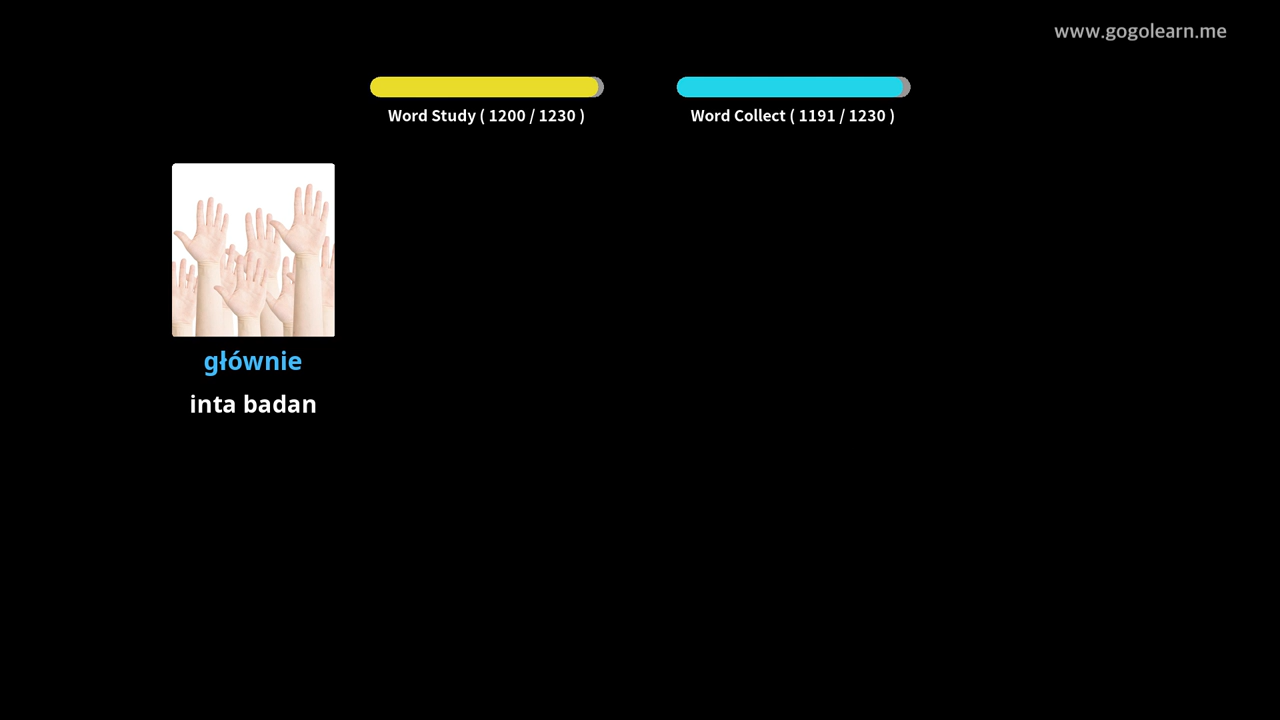 www.gogolearn.me
Word Study ( 1200 / 1230 )
Word Collect ( 1191 / 1230 )
głównie
inta badan